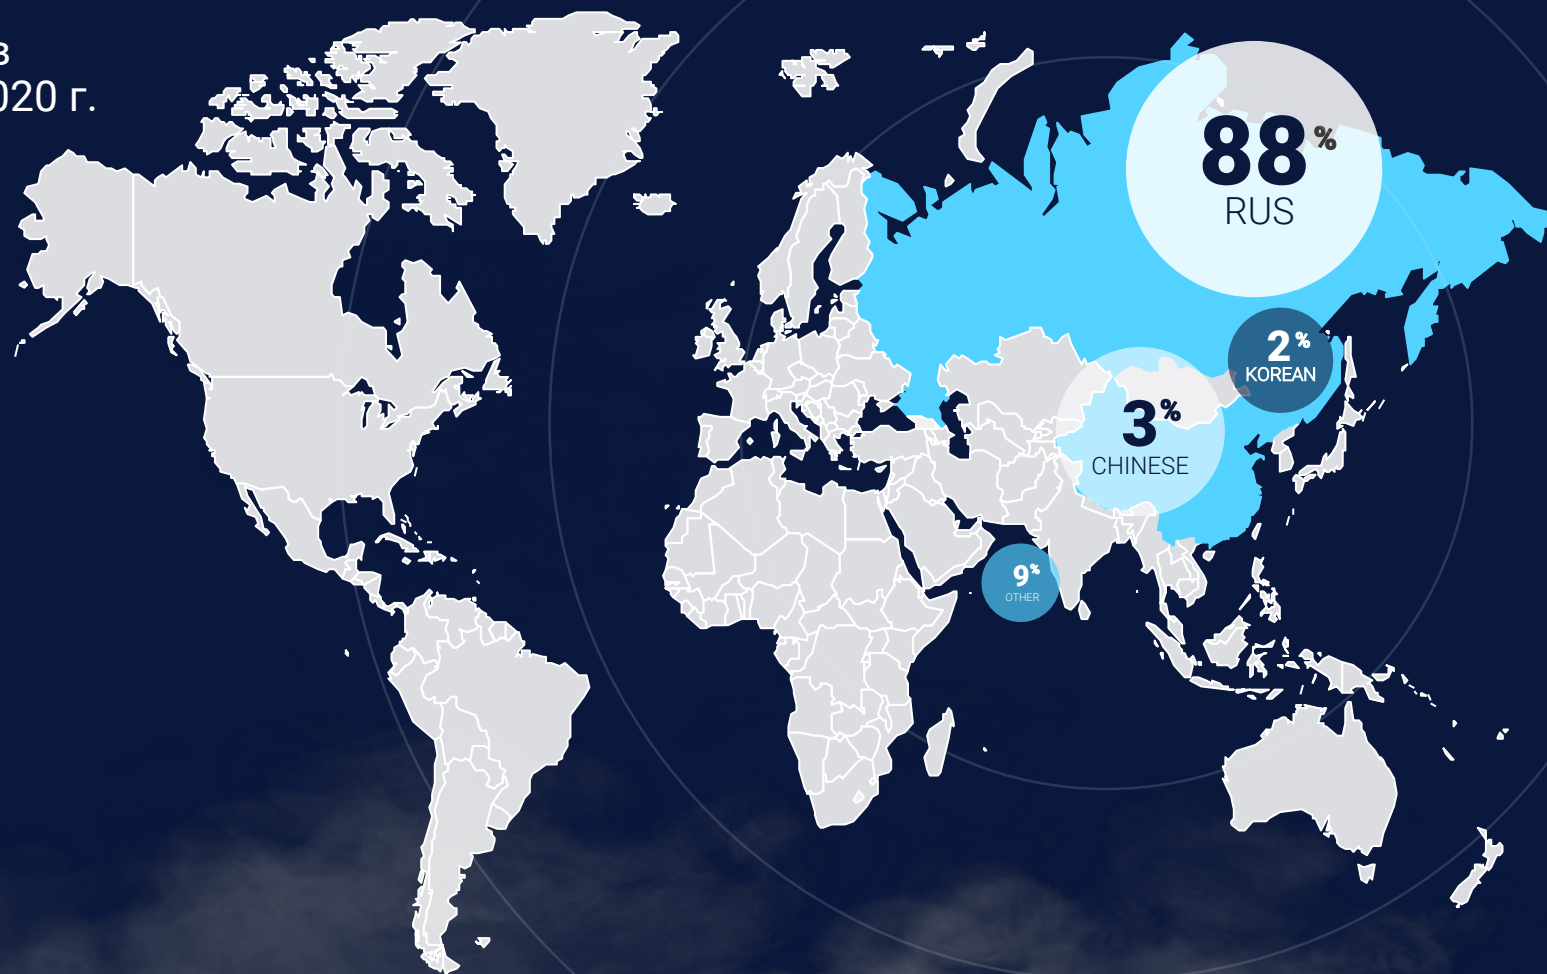 в
020 г.
88%
RUS
2%
KOREAN
3%
CHINESE
9%
OTHER